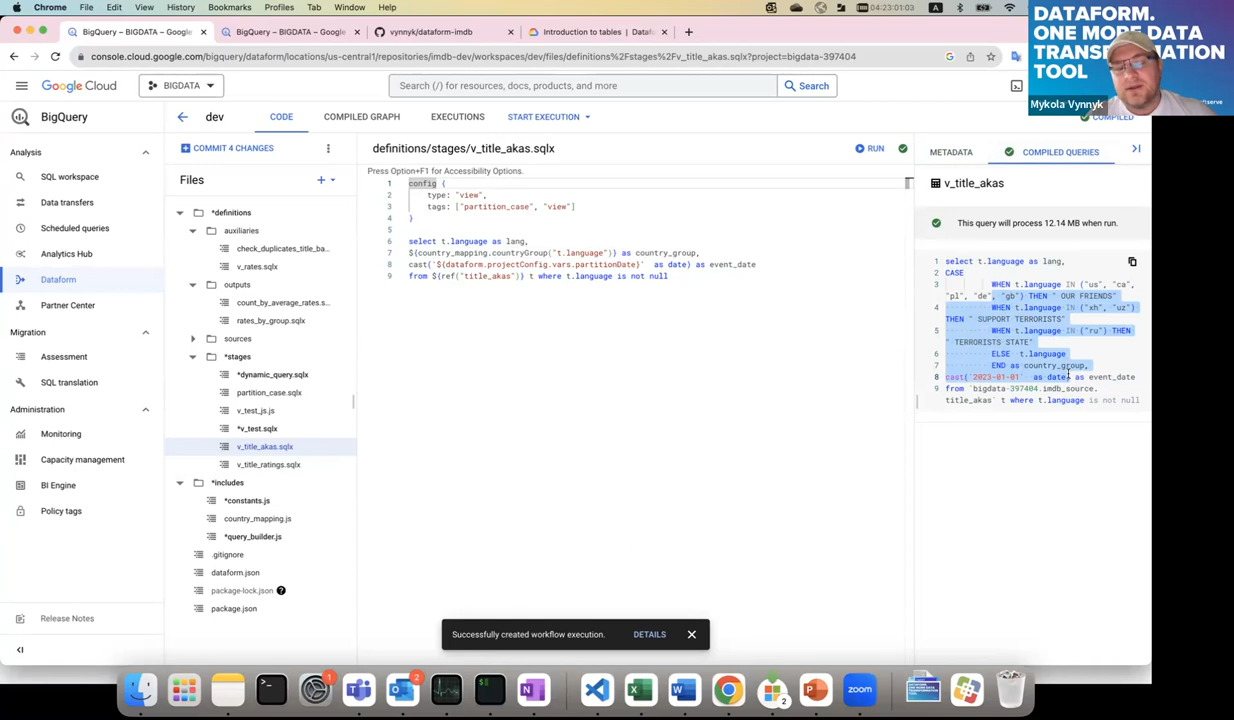 Chrome File Edit View History Bookmarks Profiles Tab Window Help
04:23:01:03
A
BigQuery – BIGDATA – Google
BigQuery – BIGDATA – Google
vynnyk/dataform-imdb
Introduction to tables | Dataf
console.cloud.google.com/bigquery/dataform/locations/us-central1/repositories/imdb-dev/workspaces/dev/files/definitions%2Fstages%2Fv_title_akas.sqlx?project=bigdata-397404
DATAFORM.
ONE MORE DATA
TRANSFORMATION
TOOL
Mykola Vynnyk
Google Cloud
BIGDATA
Search (/) for resources, docs, products, and more
Search
BigQuery
dev
CODE
COMPILED GRAPH
EXECUTIONS
START EXECUTION
COMPILED
Analysis
SQL workspace
Data transfers
Scheduled queries
Analytics Hub
Dataform
Partner Center
Migration
Assessment
SQL translation
Administration
Monitoring
Capacity management
BI Engine
Policy tags
Release Notes
COMMIT 4 CHANGES
Files
*definitions
auxiliaries
check_duplicates_title_ba...
v_rates.sqlx
outputs
count_by_average_rates.s...
rates_by_group.sqlx
sources
*stages
*dynamic_query.sqlx
partition_case.sqlx
v_test_js.js
*v_test.sqlx
v_title_akas.sqlx
v_title_ratings.sqlx
*includes
*constants.js
country_mapping.js
*query_builder.js
.gitignore
dataform.json
package-lock.json
package.json
definitions/stages/v_title_akas.sqlx
RUN
Press Option+F1 for Accessibility Options.
1 config {
2 type: "view",
3 tags: ["partition_case", "view"]
4 }
5
6 select t.language as lang,
7 ${country_mapping.countryGroup("t.language")} as country_group,
8 cast('${dataform.projectConfig.vars.partitionDate}' as date) as event_date
9 from ${ref("title_akas")} t where t.language is not null
METADATA
COMPILED QUERIES
v_title_akas
This query will process 12.14 MB when run.
1 select t.language as lang,
2 CASE
3 WHEN t.language IN ("us", "ca",
"pl", "de", "gb") THEN " OUR FRIENDS"
4 WHEN t.language IN ("xh", "uz")
THEN " SUPPORT TERRORISTS"
5 WHEN t.language IN ("ru") THEN
" TERRORISTS STATE"
6 ELSE t.language
7 END as country_group,
8 cast('2023-01-01' as date) as event_date
9 from `bigdata-397404.imdb_source.
title_akas` t where t.language is not null
Successfully created workflow execution.
DETAILS
1
2
2
zoom